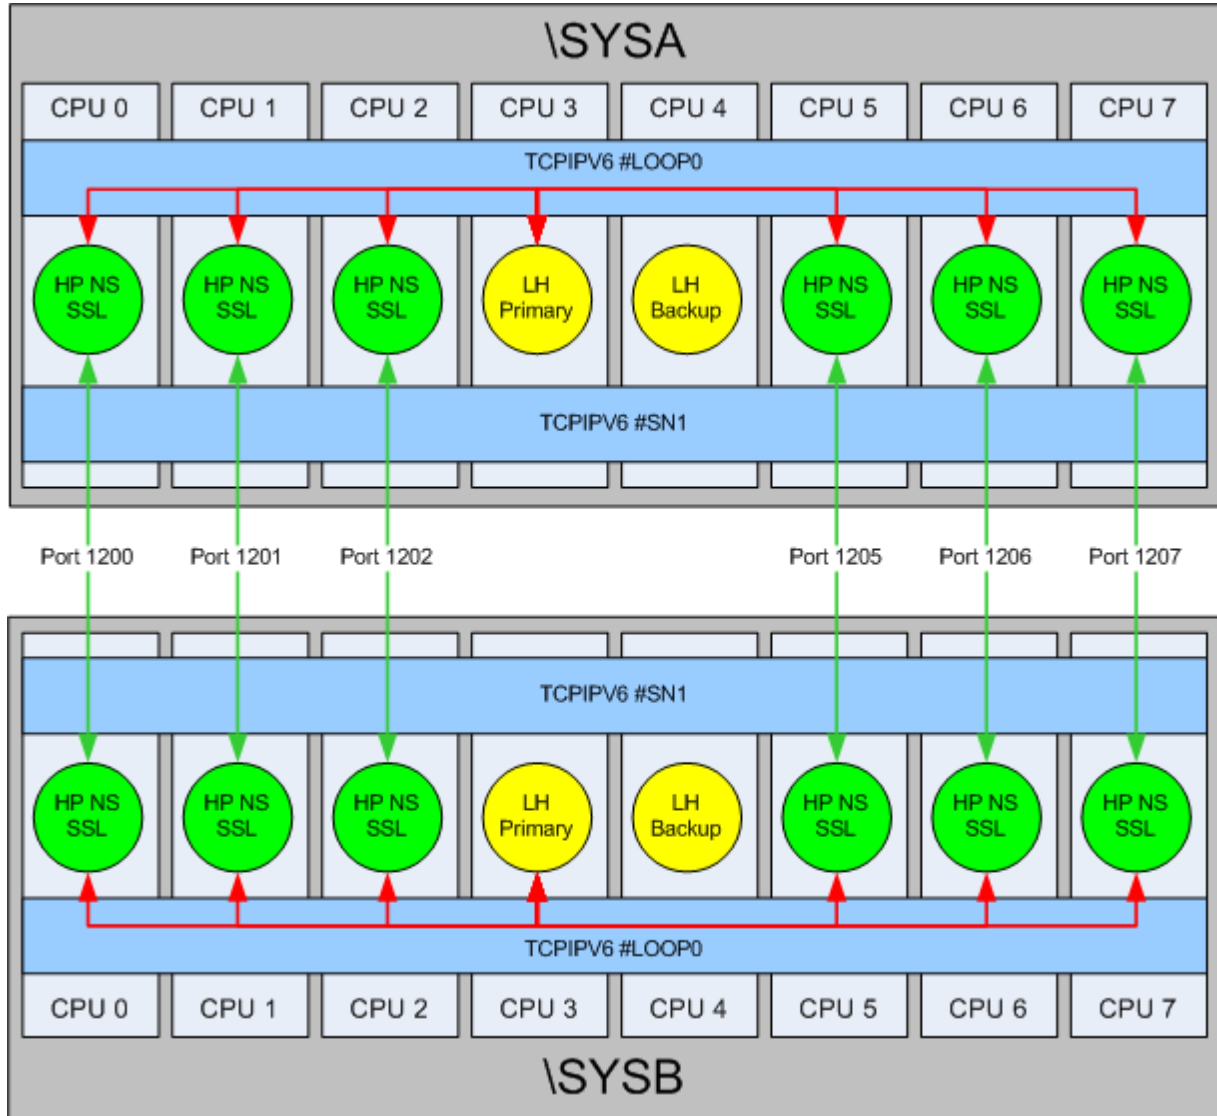 \SYSA
CPU 0 CPU 1 CPU 2 CPU 3 CPU 4 CPU 5 CPU 6 CPU 7
TCPIPV6 #LOOP0
HP NS HP NS HP NS LH LH HP NS HP NS HP NS
SSL SSL SSL Primary Backup SSL SSL SSL
TCPIPV6 #SN1
Port 1200 Port 1201 Port 1202 Port 1205 Port 1206 Port 1207
TCPIPV6 #SN1
HP NS HP NS HP NS LH LH HP NS HP NS HP NS
SSL SSL SSL Primary Backup SSL SSL SSL
TCPIPV6 #LOOP0
CPU 0 CPU 1 CPU 2 CPU 3 CPU 4 CPU 5 CPU 6 CPU 7
\SYSB